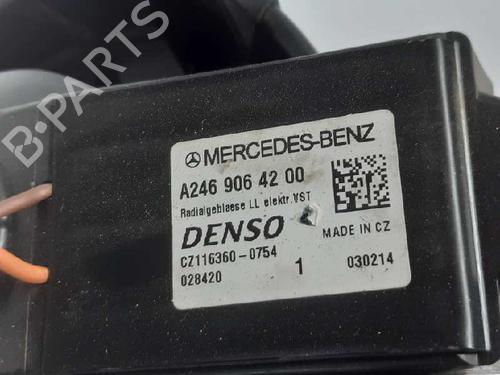 B-PARTS
MERCEDES-BENZ
A246 906 42 00
Radialgeblaese LL elektr.VST
DENSO
MADE IN CZ
CZ116360-0754
028420
1
030214